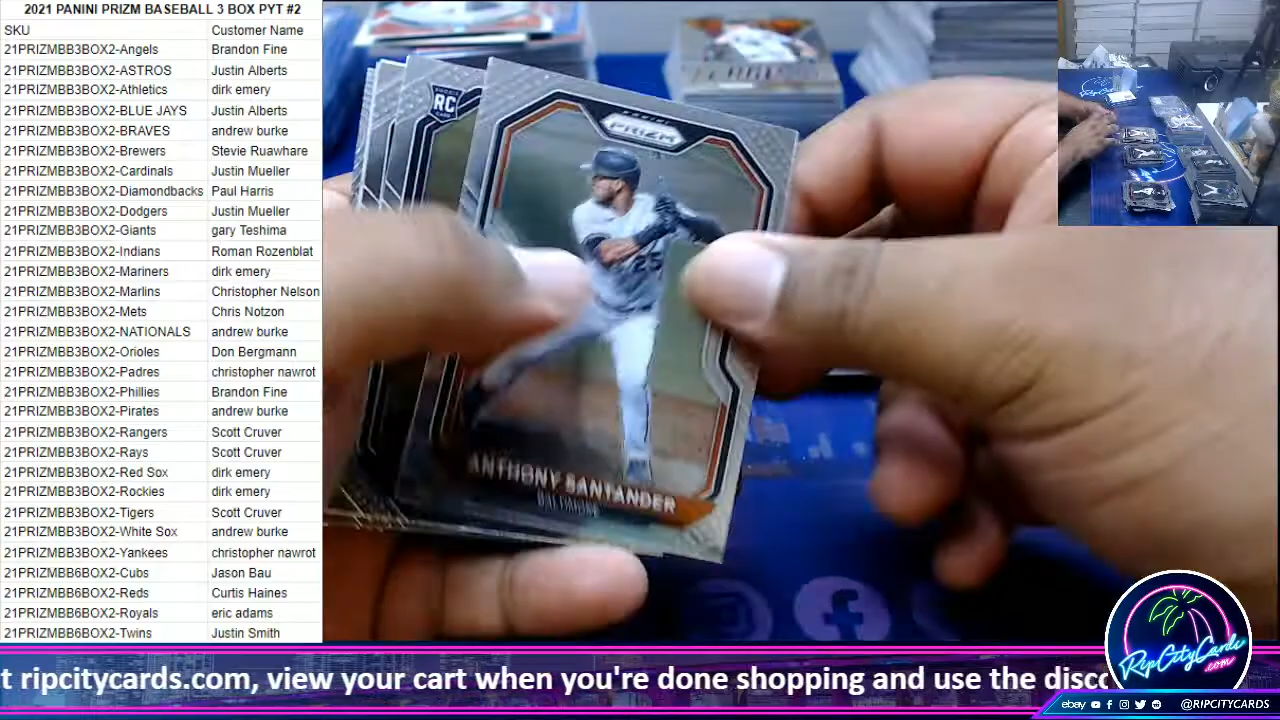 2021 PANINI PRIZM BASEBALL 3 BOX PYT #2
SKU Customer Name
21PRIZMBB3BOX2-Angels Brandon Fine
21PRIZMBB3BOX2-ASTROS Justin Alberts
21PRIZMBB3BOX2-Athletics dirk emery
21PRIZMBB3BOX2-BLUE JAYS Justin Alberts
21PRIZMBB3BOX2-BRAVES andrew burke
21PRIZMBB3BOX2-Brewers Stevie Ruawhare
21PRIZMBB3BOX2-Cardinals Justin Mueller
21PRIZMBB3BOX2-Diamondbacks Paul Harris
21PRIZMBB3BOX2-Dodgers Justin Mueller
21PRIZMBB3BOX2-Giants gary Teshima
21PRIZMBB3BOX2-Indians Roman Rozenblat
21PRIZMBB3BOX2-Mariners dirk emery
21PRIZMBB3BOX2-Marlins Christopher Nelson
21PRIZMBB3BOX2-Mets Chris Notzon
21PRIZMBB3BOX2-NATIONALS andrew burke
21PRIZMBB3BOX2-Orioles Don Bergmann
21PRIZMBB3BOX2-Padres christopher nawrot
21PRIZMBB3BOX2-Phillies Brandon Fine
21PRIZMBB3BOX2-Pirates andrew burke
21PRIZMBB3BOX2-Rangers Scott Cruver
21PRIZMBB3BOX2-Rays Scott Cruver
21PRIZMBB3BOX2-Red Sox dirk emery
21PRIZMBB3BOX2-Rockies dirk emery
21PRIZMBB3BOX2-Tigers Scott Cruver
21PRIZMBB3BOX2-White Sox andrew burke
21PRIZMBB3BOX2-Yankees christopher nawrot
21PRIZMBB6BOX2-Cubs Jason Bau
21PRIZMBB6BOX2-Reds Curtis Haines
21PRIZMBB6BOX2-Royals eric adams
21PRIZMBB6BOX2-Twins Justin Smith
RC
PANINI
PRIZM
25
ANTHONY SANTANDER
BALTIMORE
t ripcitycards.com, view your cart when you're done shopping and use the disco
RipCityCards
.com
ebay @RIPCITYCARDS